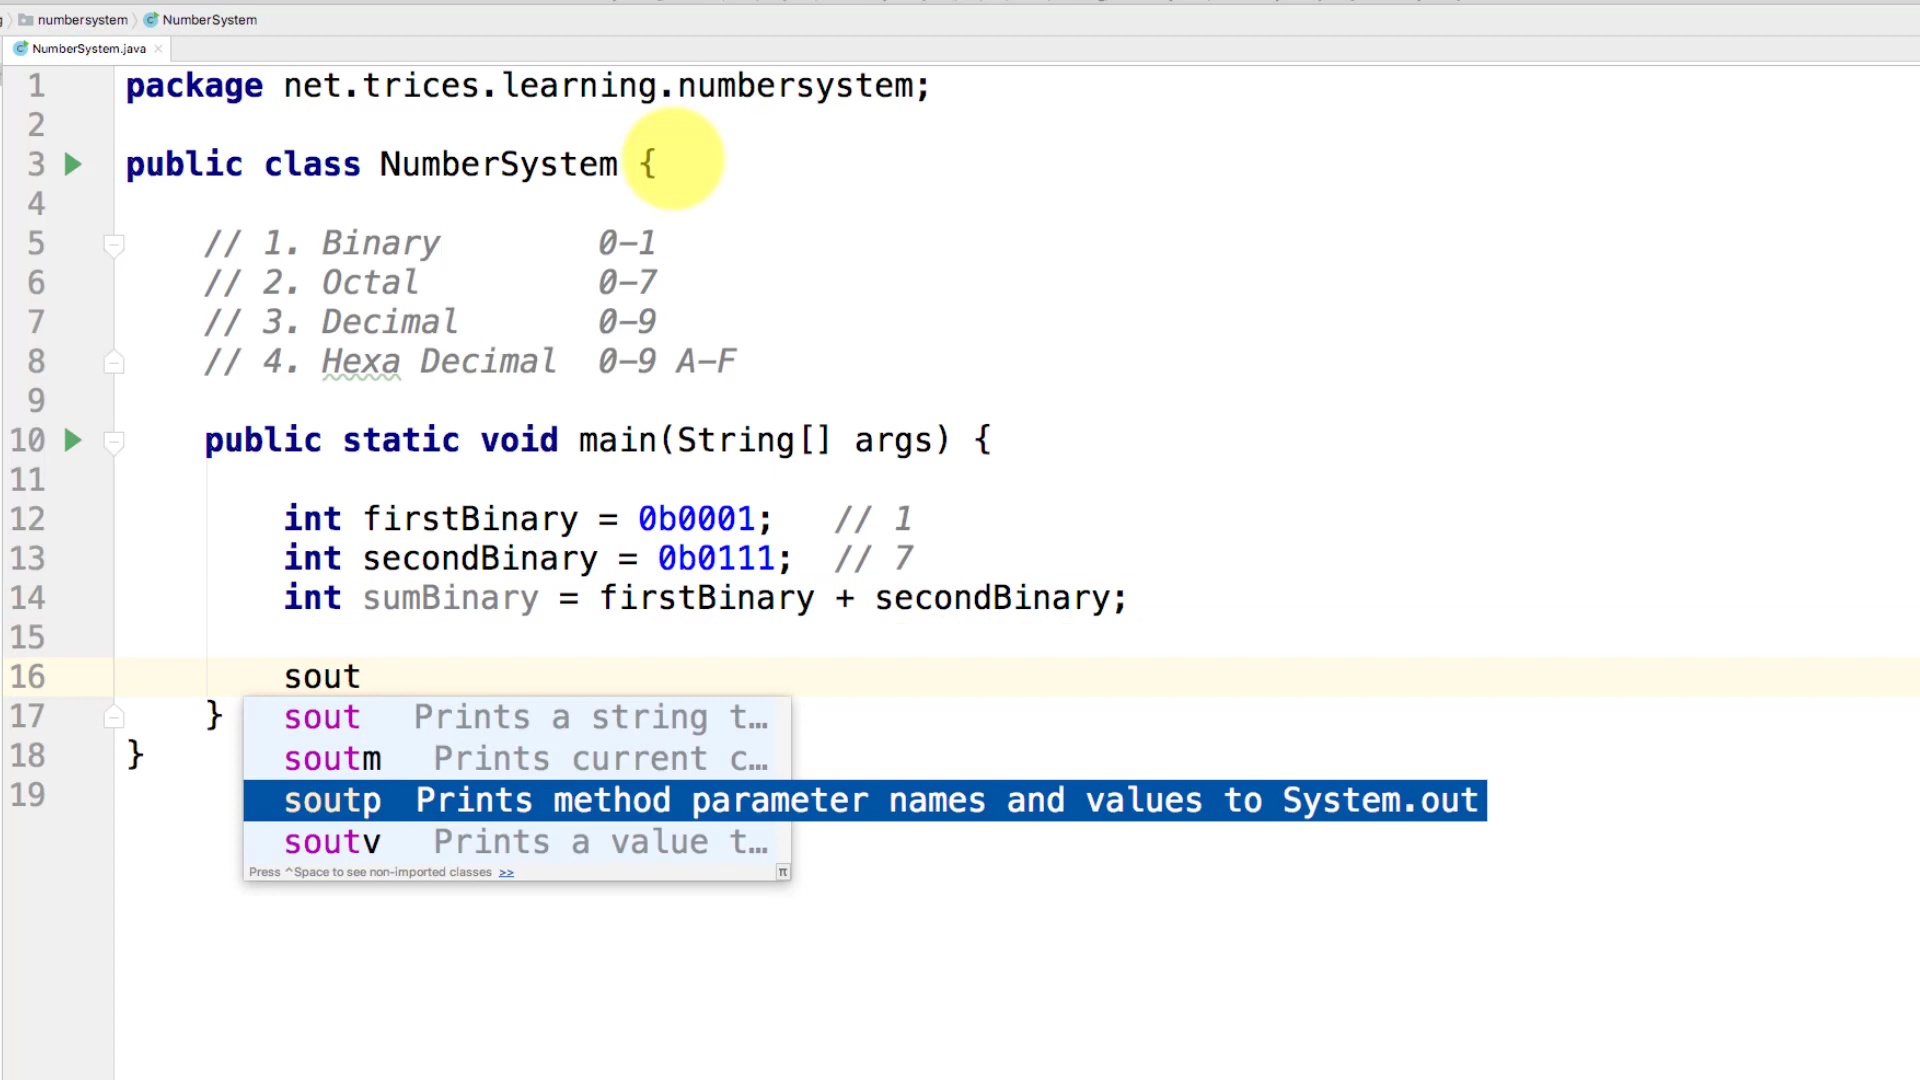 numbersystem NumberSystem
NumberSystem.java
1 package net.trices.learning.numbersystem;
2
3 public class NumberSystem {
4
5 // 1. Binary 0-1
6 // 2. Octal 0-7
7 // 3. Decimal 0-9
8 // 4. Hexa Decimal 0-9 A-F
9
10 public static void main(String[] args) {
11
12 int firstBinary = 0b0001; // 1
13 int secondBinary = 0b0111; // 7
14 int sumBinary = firstBinary + secondBinary;
15
16 sout
17 }
sout Prints a string t…
18 }
soutm Prints current c…
19
soutp Prints method parameter names and values to System.out
soutv Prints a value t…
Press ^Space to see non-imported classes >> π